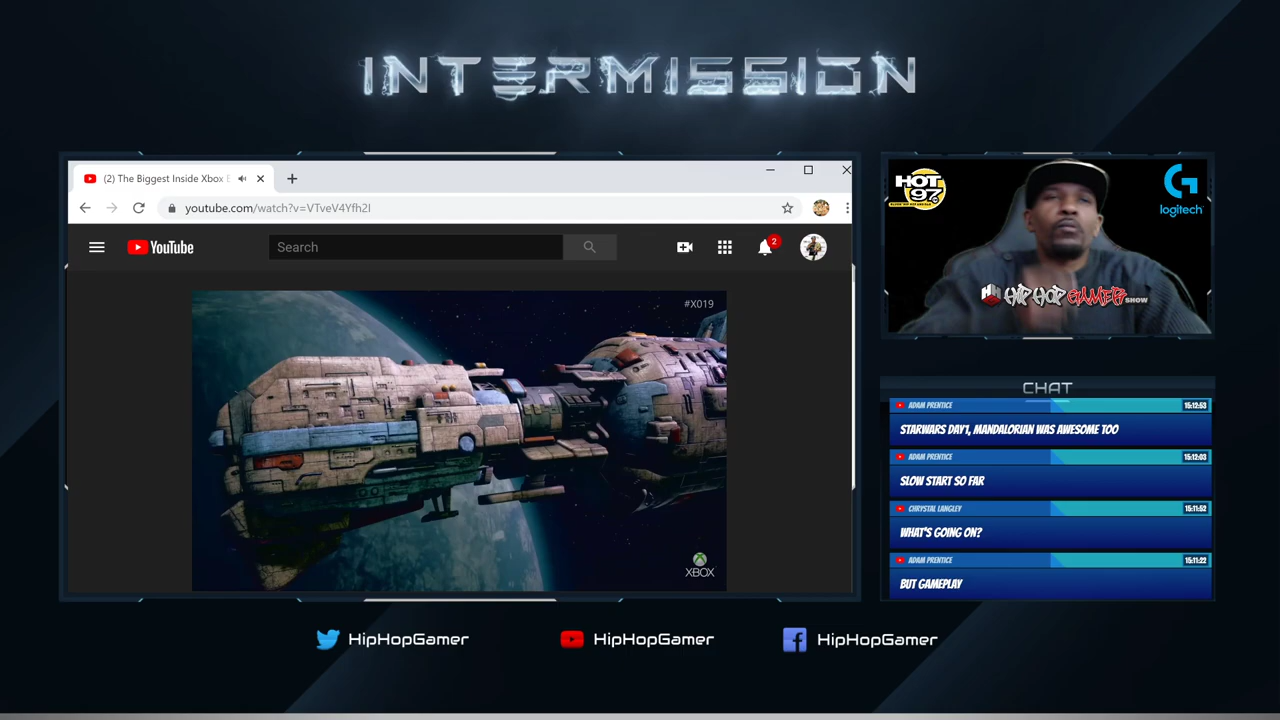 INTERMISSION
(2) The Biggest Inside Xbox E
youtube.com/watch?v=VTveV4Yfh2I
YouTube
Search
2
#X019
XBOX
HOT
97
logitech
HIP HOP GAMER SHOW
CHAT
ADAM PRENTICE
15:12:53
STARWARS DAY1, MANDALORIAN WAS AWESOME TOO
ADAM PRENTICE
15:12:03
SLOW START SO FAR
CHRYSTAL LANGLEY
15:11:52
WHAT'S GOING ON?
ADAM PRENTICE
15:11:22
BUT GAMEPLAY
HipHopGamer
HipHopGamer
HipHopGamer